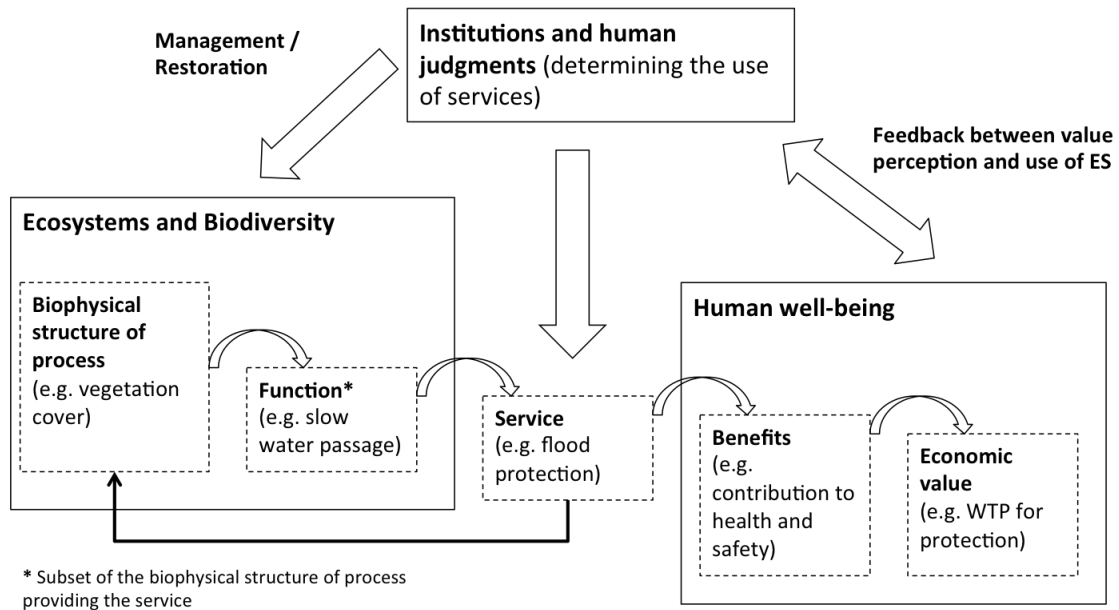 Management /
Restoration
Institutions and human
judgments (determining the use
of services)
Feedback between value
perception and use of ES
Ecosystems and Biodiversity
Biophysical
structure of
process
(e.g. vegetation
cover)
Function*
(e.g. slow
water passage)
Service
(e.g. flood
protection)
Human well-being
Benefits
(e.g.
contribution to
health and
safety)
Economic
value
(e.g. WTP for
protection)
* Subset of the biophysical structure of process
providing the service